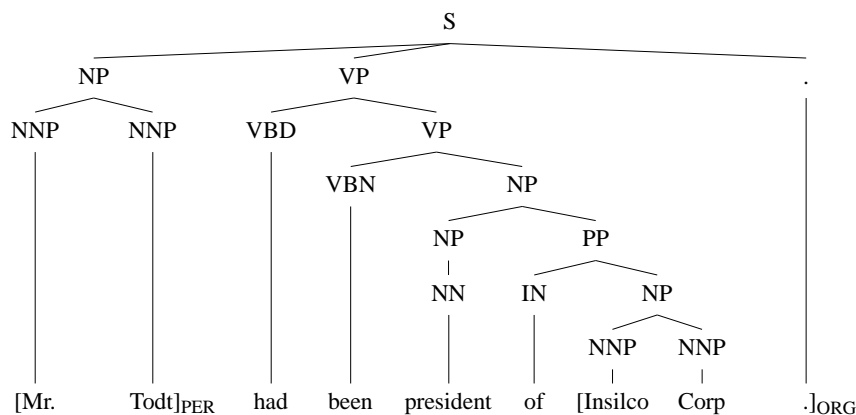 S
NP VP .
NNP NNP VBD VP
VBN NP
NP PP
NN IN NP
NNP NNP
[Mr. Todt]PER had been president of [Insilco Corp .]ORG